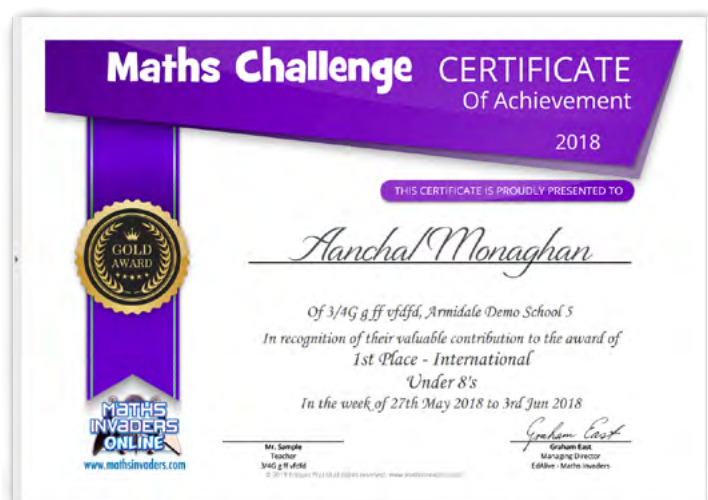 Maths Challenge CERTIFICATE
Of Achievement
2018
THIS CERTIFICATE IS PROUDLY PRESENTED TO
GOLD
AWARD
Aanchal Monaghan
Of 3/4G g ff vfdfd, Armidale Demo School 5
In recognition of their valuable contribution to the award of
1st Place - International
Under 8's
In the week of 27th May 2018 to 3rd Jun 2018
MATHS
INVADERS
ONLINE
www.mathsinvaders.com
Mr. Sample
Teacher
3/4G g ff vfdfd
Graham East
Graham East
Managing Director
EdAlive - Maths Invaders